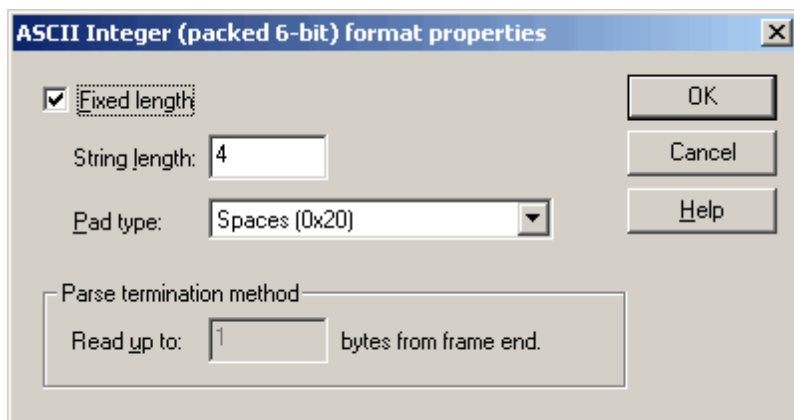 ASCII Integer (packed 6-bit) format properties
Fixed length
OK
String length: 4
Cancel
Pad type: Spaces (0x20)
Help
Parse termination method
Read up to: 1 bytes from frame end.